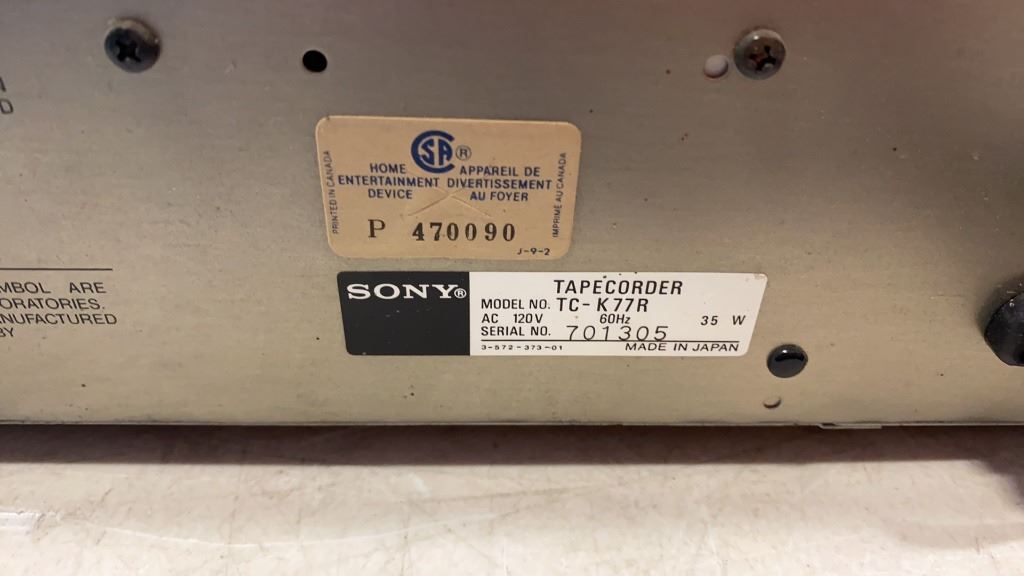 D
MBOL ARE
ORATORIES.
NUFACTURED
BY
PRINTED IN CANADA
CSA®
HOME APPAREIL DE
ENTERTAINMENT DIVERTISSEMENT
DEVICE AU FOYER
IMPRIMÉ AU CANADA
P 470090
J-9-2
SONY®
TAPECORDER
MODEL NO. TC-K77R
AC 120V 60Hz 35 W
SERIAL NO. 701305
3-572-373-01 MADE IN JAPAN